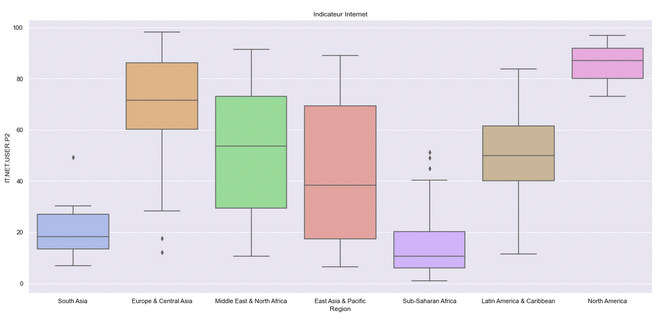 Indicateur Internet
IT.NET.USER.P2
100
80
60
40
20
0
South Asia
Europe & Central Asia
Middle East & North Africa
East Asia & Pacific
Sub-Saharan Africa
Latin America & Caribbean
North America
Region